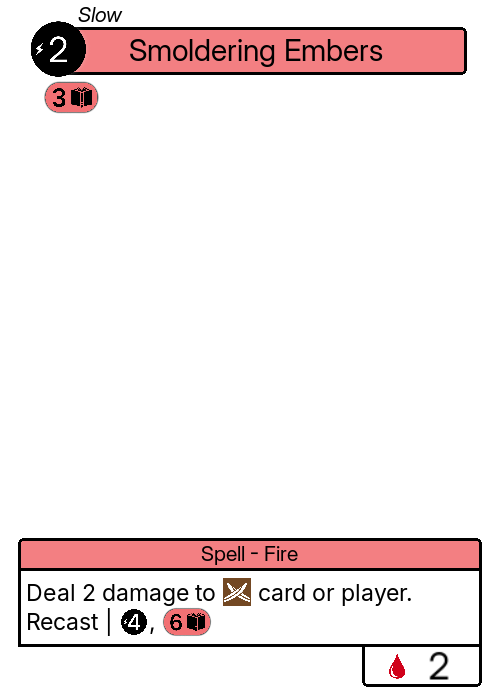 Slow
2 Smoldering Embers
3
Spell - Fire
Deal 2 damage to card or player.
Recast | 4, 6
2